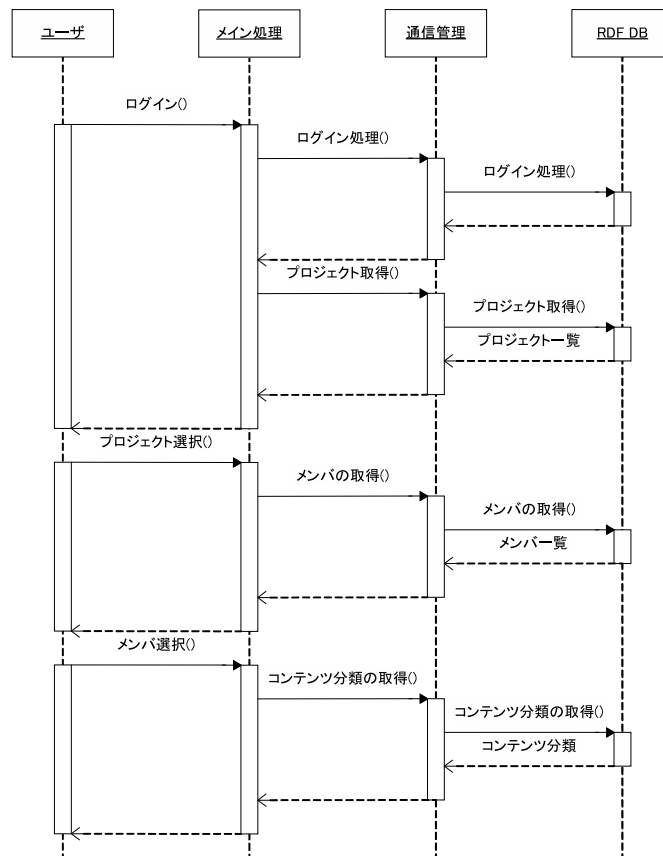 ユーザ
メイン処理
通信管理
RDF DB
ログイン()
ログイン処理()
ログイン処理()
プロジェクト取得()
プロジェクト取得()
プロジェクト一覧
プロジェクト選択()
メンバの取得()
メンバの取得()
メンバー覧
メンバ選択()
コンテンツ分類の取得()
コンテンツ分類の取得()
コンテンツ分類